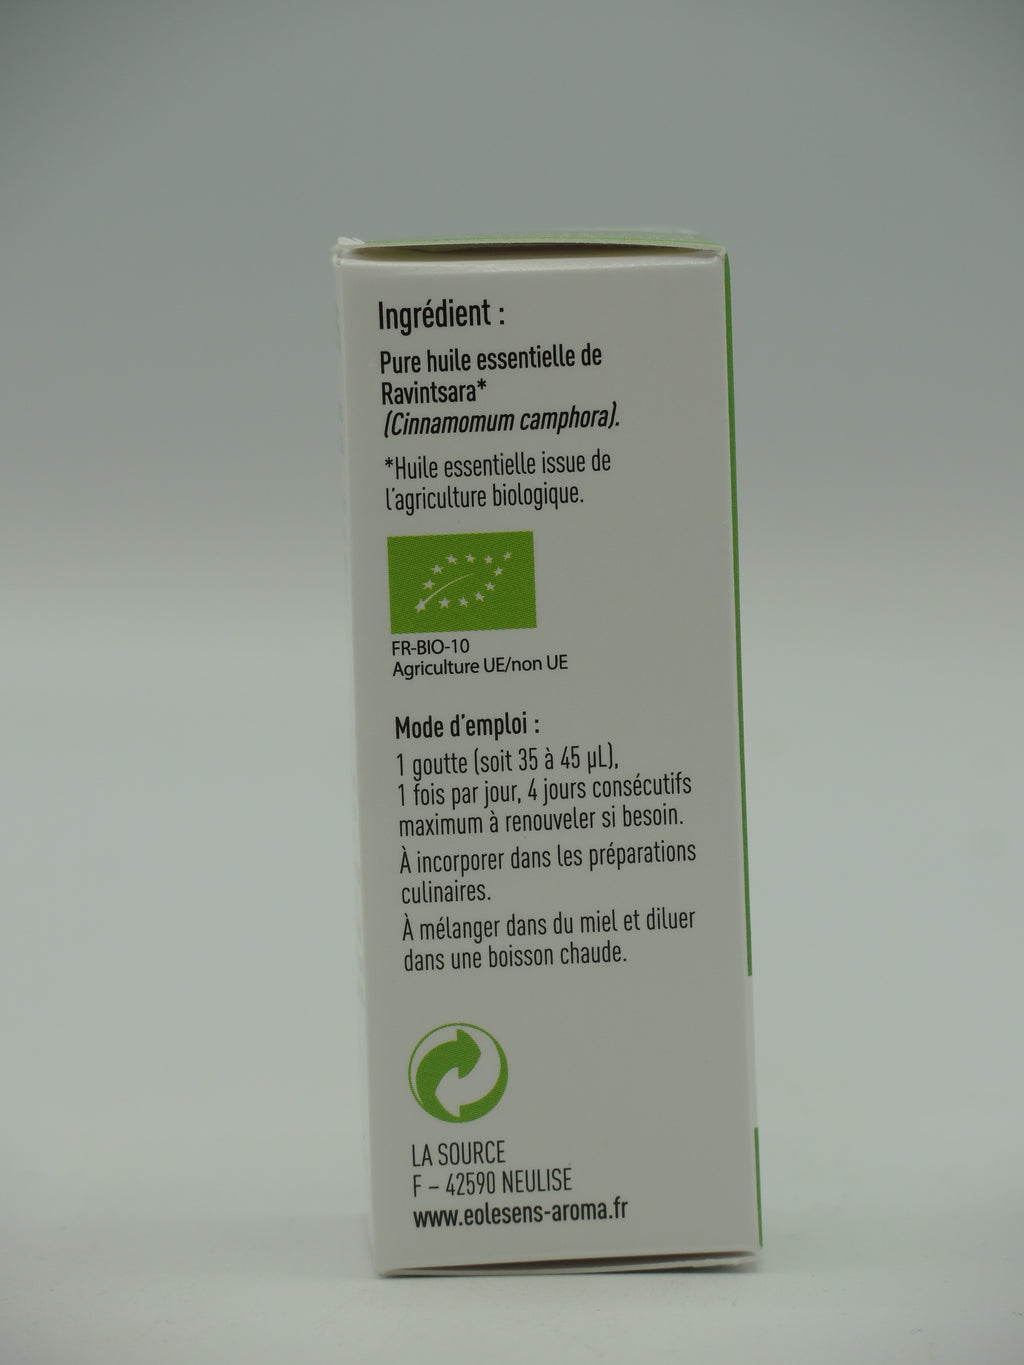 Ingrédient :
Pure huile essentielle de
Ravintsara*
(Cinnamomum camphora).
*Huile essentielle issue de
l'agriculture biologique.
FR-BIO-10
Agriculture UE/non UE
Mode d'emploi :
1 goutte (soit 35 à 45 µL),
1 fois par jour, 4 jours consécutifs
maximum à renouveler si besoin.
À incorporer dans les préparations
culinaires.
À mélanger dans du miel et diluer
dans une boisson chaude.
LA SOURCE
F – 42590 NEULISE
www.eolesens-aroma.fr